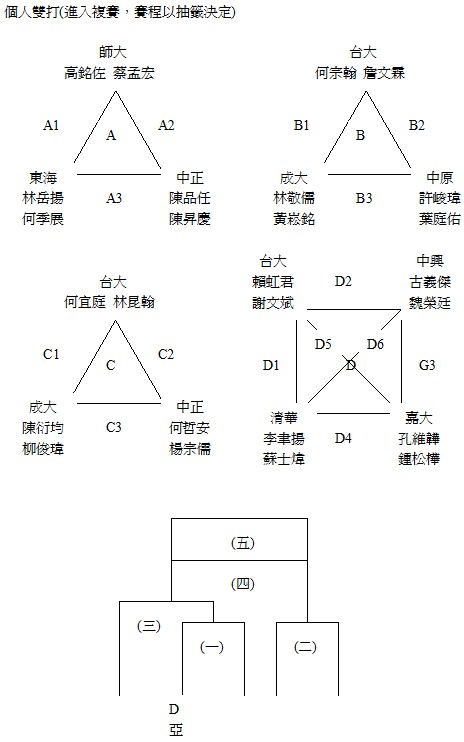 個人雙打(進入複賽，賽程以抽籤決定)
師大
高銘佐 蔡孟宏
A1
A
A2
東海
林岳揚
何季展
A3
中正
陳品任
陳昇慶
台大
何宗翰 詹文霖
B1
B
B2
成大
林敬儒
黃崧銘
B3
中原
許峻瑋
葉庭佑
台大
何宜庭 林昆翰
C1
C
C2
成大
陳衍均
柳俊瑋
C3
中正
何哲安
楊宗儒
台大
賴虹君
謝文斌
D2
中興
古義傑
魏榮廷
D5
D6
D1
D
G3
清華
李聿揚
蘇士煒
D4
嘉大
孔維韡
鍾松樺
(五)
(四)
(三)
(一)
(二)
D
亞